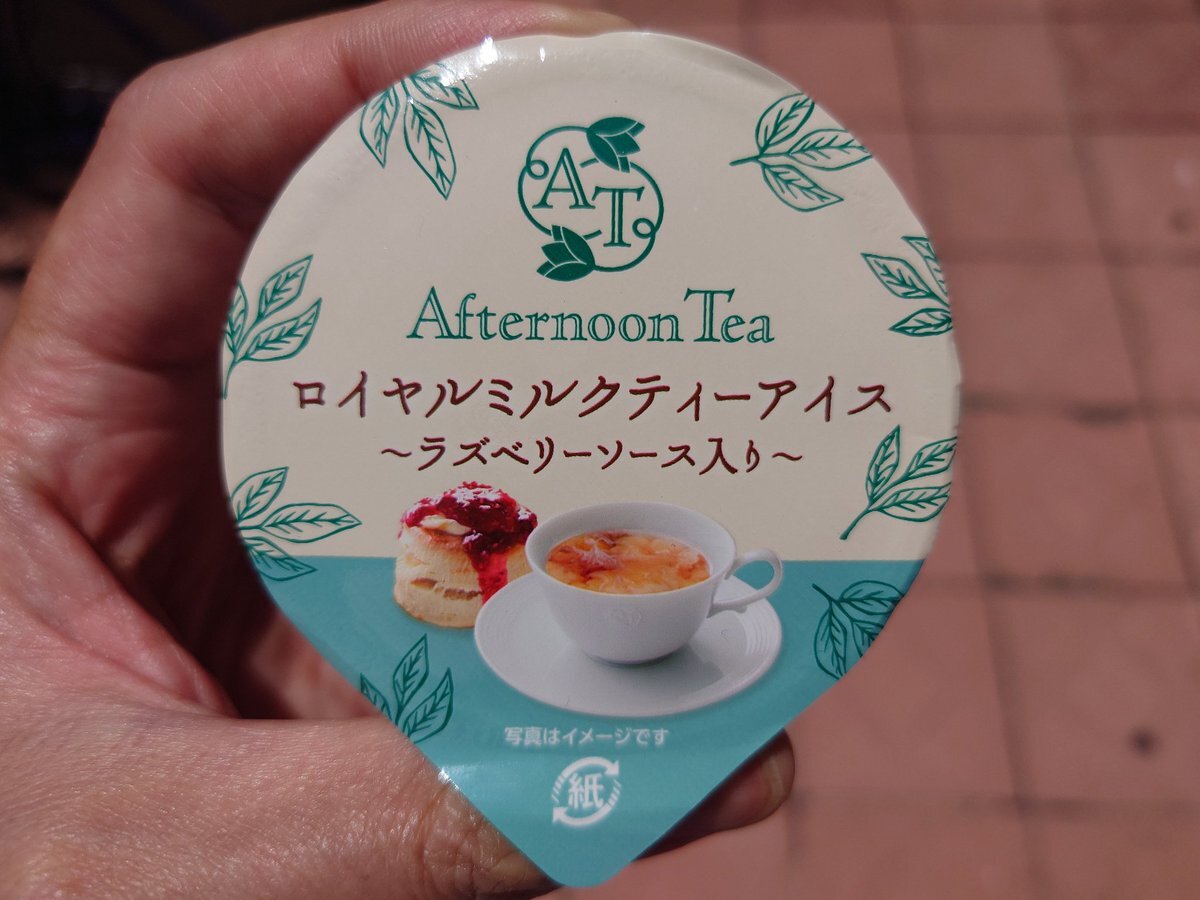 AT
Afternoon Tea
ロイヤルミルクティーアイス
～ラズベリーソース入り～
写真はイメージです
紙